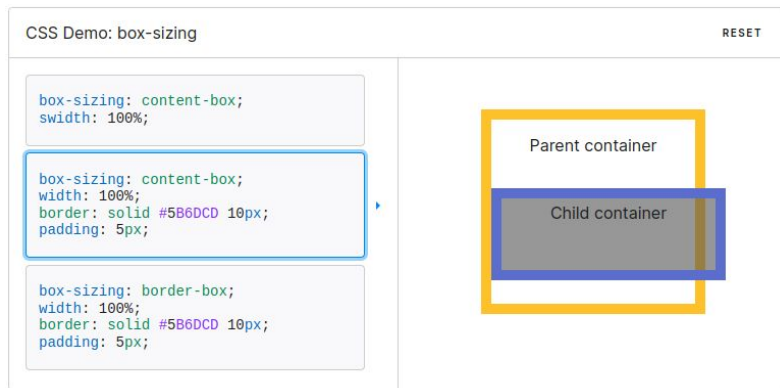 CSS Demo: box-sizing
RESET
box-sizing: content-box;
swidth: 100%;
box-sizing: content-box;
width: 100%;
border: solid #5B6DCD 10px;
padding: 5px;
box-sizing: border-box;
width: 100%;
border: solid #5B6DCD 10px;
padding: 5px;
Parent container
Child container